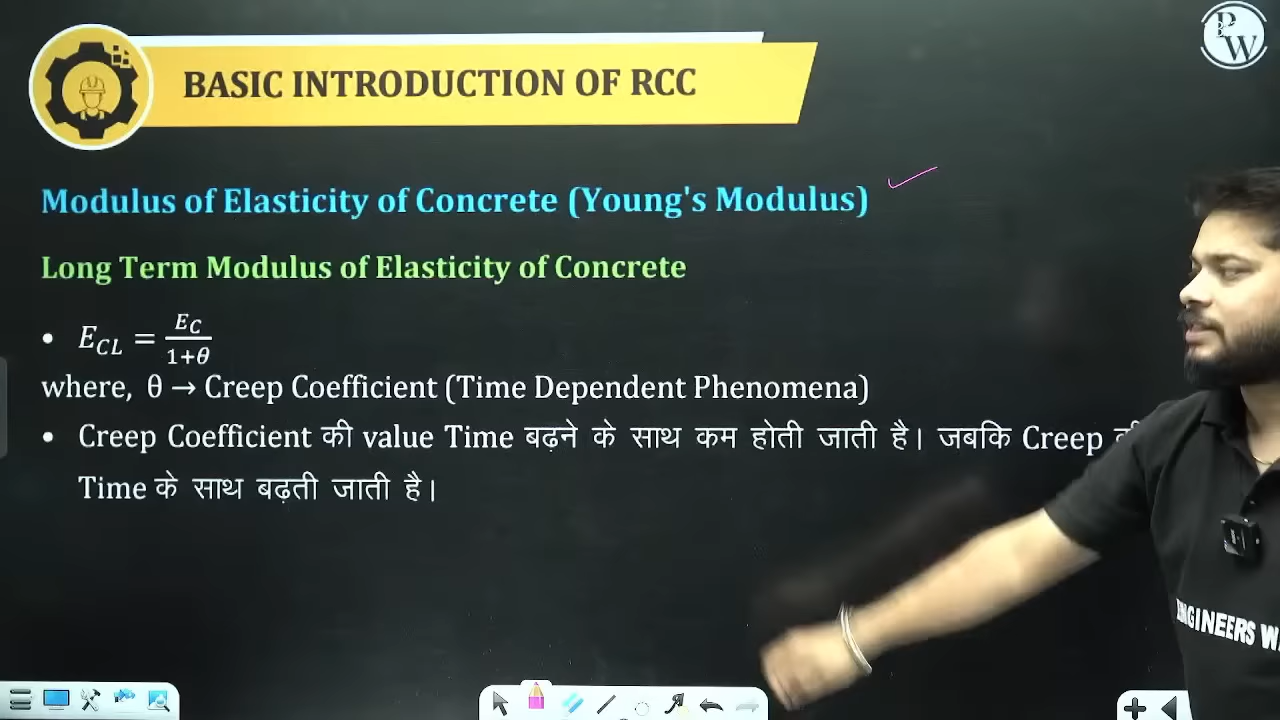 PW
BASIC INTRODUCTION OF RCC
Modulus of Elasticity of Concrete (Young's Modulus)
Long Term Modulus of Elasticity of Concrete
• E_CL = E_C / 1+θ
where, θ → Creep Coefficient (Time Dependent Phenomena)
• Creep Coefficient की value Time बढ़ने के साथ कम होती जाती है। जबकि Creep
Time के साथ बढ़ती जाती है।